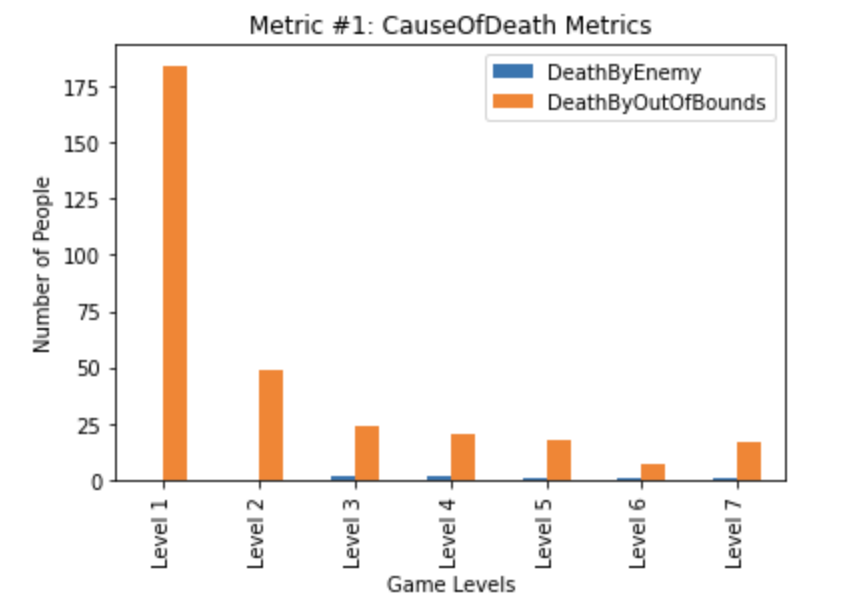 Metric #1: CauseOfDeath Metrics
DeathByEnemy
DeathByOutOfBounds
Number of People
175
150
125
100
75
50
25
0
Level 1
Level 2
Level 3
Level 4
Level 5
Level 6
Level 7
Game Levels